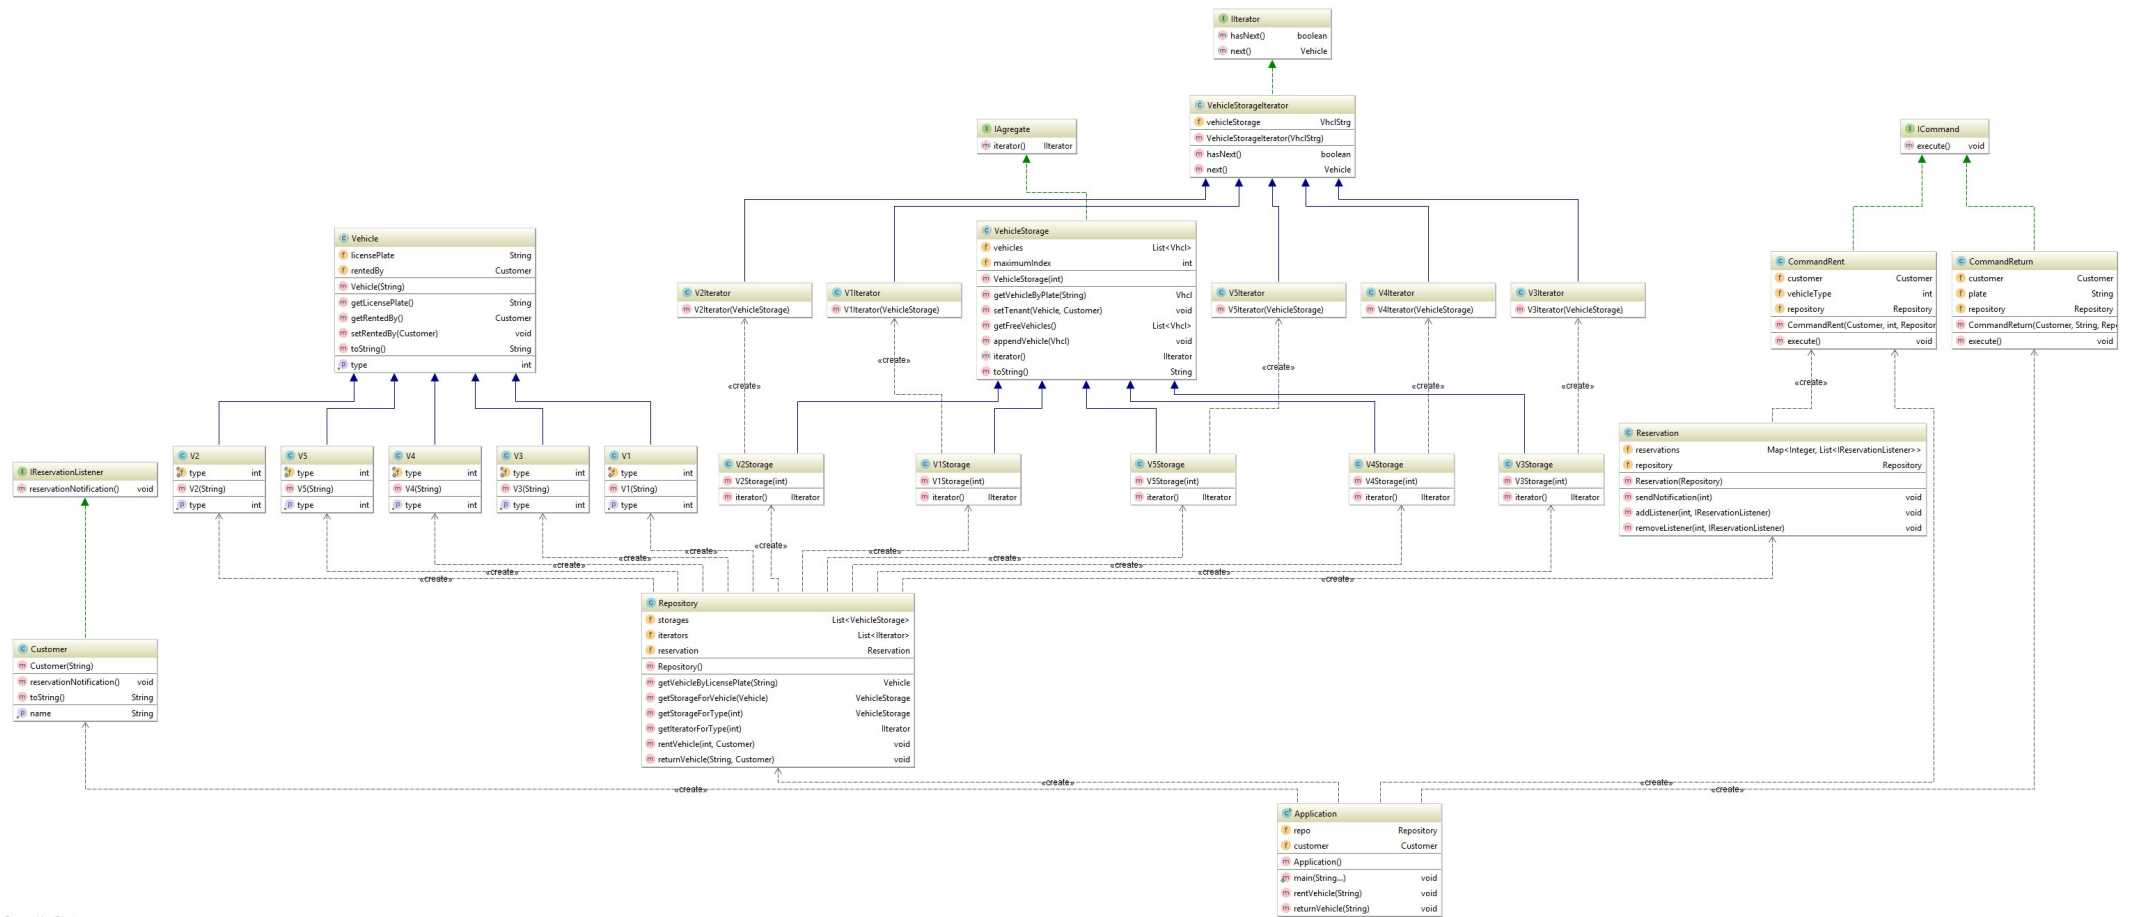 IIterator
hasNext() boolean
next() Vehicle
VehicleStorageIterator
vehicleStorage VhclStrg
VehicleStorageIterator(VhclStrg)
hasNext() boolean
next() Vehicle
IAgregate
iterator() IIterator
ICommand
execute() void
Vehicle
licensePlate String
rentedBy Customer
Vehicle(String)
getLicensePlate() String
getRentedBy() Customer
setRentedBy(Customer) void
toString() String
type int
VehicleStorage
vehicles List<Vhcl>
maximumIndex int
VehicleStorage(int)
getVehicleByPlate(String) Vhcl
setTenant(Vehicle, Customer) void
getFreeVehicles() List<Vhcl>
appendVehicle(Vhcl) void
iterator() IIterator
toString() String
V2Iterator
V2Iterator(VehicleStorage)
V1Iterator
V1Iterator(VehicleStorage)
V5Iterator
V5Iterator(VehicleStorage)
V4Iterator
V4Iterator(VehicleStorage)
V3Iterator
V3Iterator(VehicleStorage)
CommandRent
customer Customer
vehicleType int
repository Repository
CommandRent(Customer, int, Repositor
execute() void
CommandReturn
customer Customer
plate String
repository Repository
CommandReturn(Customer, String, Rep
execute() void
«create»
«create»
«create»
«create»
«create»
«create»
IReservationListener
reservationNotification() void
V2
type int
V2(String)
type int
V5
type int
V5(String)
type int
V4
type int
V4(String)
type int
V3
type int
V3(String)
type int
V1
type int
V1(String)
type int
V2Storage
V2Storage(int)
iterator() IIterator
V1Storage
V1Storage(int)
iterator() IIterator
V5Storage
V5Storage(int)
iterator() IIterator
V4Storage
V4Storage(int)
iterator() IIterator
V3Storage
V3Storage(int)
iterator() IIterator
Reservation
reservations Map<Integer, List<IReservationListener>>
repository Repository
Reservation(Repository)
sendNotification(int) void
addListener(int, IReservationListener) void
removeListener(int, IReservationListener) void
«create»
«create»
«create»
«create»
«create»
«create»
«create»
«create»
«create»
«create»
«create»
Repository
storages List<VehicleStorage>
iterators List<IIterator>
reservation Reservation
Repository()
getVehicleByLicensePlate(String) Vehicle
getStorageForVehicle(Vehicle) VehicleStorage
getStorageForType(int) VehicleStorage
getIteratorForType(int) IIterator
rentVehicle(int, Customer) void
returnVehicle(String, Customer) void
Customer
Customer(String)
reservationNotification() void
toString() String
name String
«create»
«create»
«create»
«create»
Application
repo Repository
customer Customer
Application()
main(String...) void
rentVehicle(String) void
returnVehicle(String) void